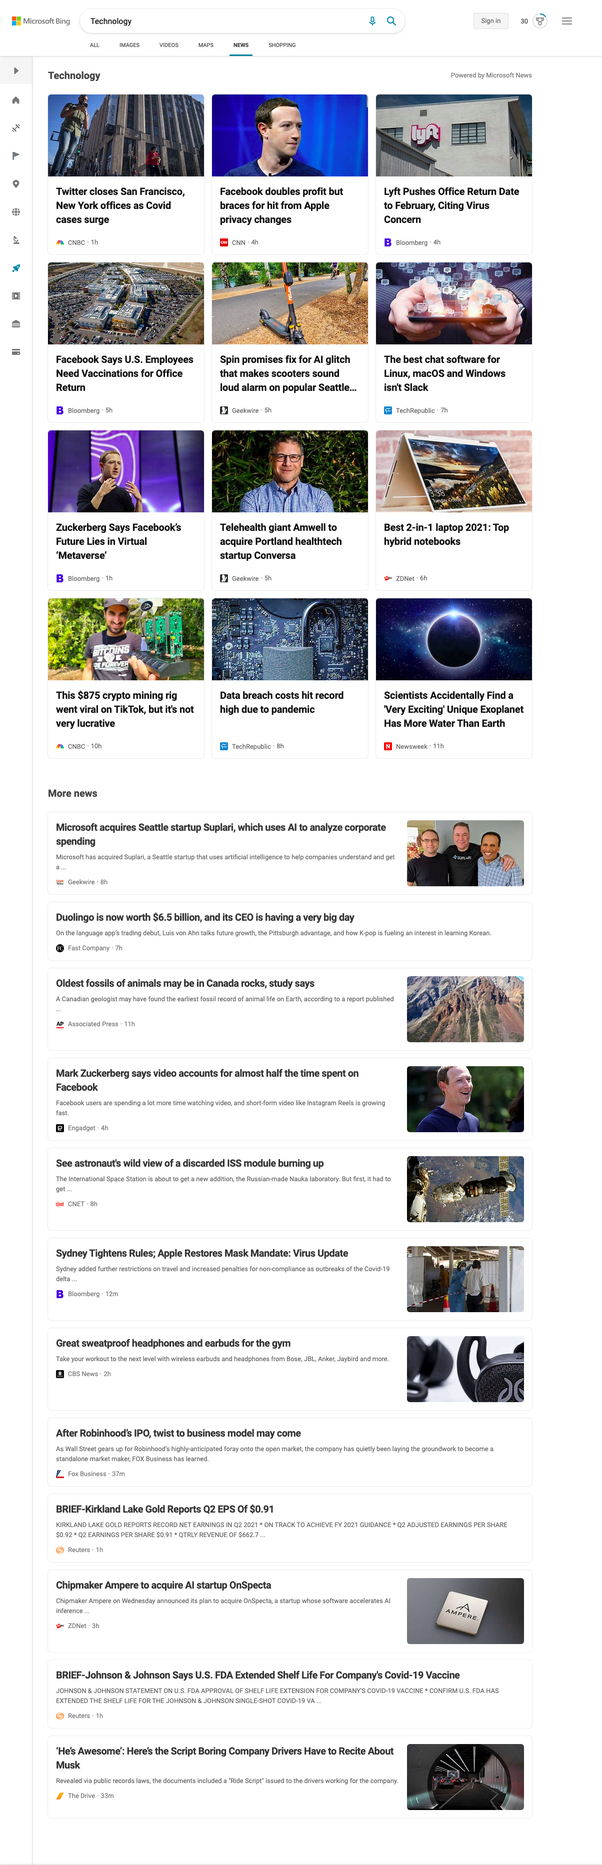 Microsoft Bing
Technology
Sign in
30
ALL
IMAGES
VIDEOS
MAPS
NEWS
SHOPPING
Technology
Powered by Microsoft News
Twitter closes San Francisco,
New York offices as Covid
cases surge
CNBC · 1h
Facebook doubles profit but
braces for hit from Apple
privacy changes
CNN · 4h
lyft
Lyft Pushes Office Return Date
to February, Citing Virus
Concern
Bloomberg · 4h
Facebook Says U.S. Employees
Need Vaccinations for Office
Return
Bloomberg · 5h
Spin promises fix for AI glitch
that makes scooters sound
loud alarm on popular Seattle...
Geekwire · 5h
The best chat software for
Linux, macOS and Windows
isn't Slack
TechRepublic · 7h
Zuckerberg Says Facebook's
Future Lies in Virtual
'Metaverse'
Bloomberg · 1h
Telehealth giant Amwell to
acquire Portland healthtech
startup Conversa
Geekwire · 5h
Best 2-in-1 laptop 2021: Top
hybrid notebooks
ZDNet · 6h
This $875 crypto mining rig
went viral on TikTok, but it's not
very lucrative
CNBC · 10h
Data breach costs hit record
high due to pandemic
TechRepublic · 8h
Scientists Accidentally Find a
'Very Exciting' Unique Exoplanet
Has More Water Than Earth
Newsweek · 11h
More news
Microsoft acquires Seattle startup Suplari, which uses AI to analyze corporate
spending
Microsoft has acquired Suplari, a Seattle startup that uses artificial intelligence to help companies understand and get
a ...
Geekwire · 8h
Duolingo is now worth $6.5 billion, and its CEO is having a very big day
On the language app's trading debut, Luis von Ahn talks future growth, the Pittsburgh advantage, and how K-pop is fueling an interest in learning Korean.
Fast Company · 7h
Oldest fossils of animals may be in Canada rocks, study says
A Canadian geologist may have found the earliest fossil record of animal life on Earth, according to a report published
...
Associated Press · 11h
Mark Zuckerberg says video accounts for almost half the time spent on
Facebook
Facebook users are spending a lot more time watching video, and short-form video like Instagram Reels is growing
fast.
Engadget · 4h
See astronaut's wild view of a discarded ISS module burning up
The International Space Station is about to get a new addition, the Russian-made Nauka laboratory. But first, it had to
get ...
CNET · 8h
Sydney Tightens Rules; Apple Restores Mask Mandate: Virus Update
Sydney added further restrictions on travel and increased penalties for non-compliance as outbreaks of the Covid-19
delta ...
Bloomberg · 12m
Great sweatproof headphones and earbuds for the gym
Take your workout to the next level with wireless earbuds and headphones from Bose, JBL, Anker, Jaybird and more.
CBS News · 2h
After Robinhood's IPO, twist to business model may come
As Wall Street gears up for Robinhood's highly-anticipated foray onto the open market, the company has quietly been laying the groundwork to become a
standalone market maker, FOX Business has learned.
Fox Business · 37m
BRIEF-Kirkland Lake Gold Reports Q2 EPS Of $0.91
KIRKLAND LAKE GOLD REPORTS RECORD NET EARNINGS IN Q2 2021 * ON TRACK TO ACHIEVE FY 2021 GUIDANCE * Q2 ADJUSTED EARNINGS PER SHARE
$0.92 * Q2 EARNINGS PER SHARE $0.91 * QTRLY REVENUE OF $662.7 ...
Reuters · 1h
Chipmaker Ampere to acquire AI startup OnSpecta
Chipmaker Ampere on Wednesday announced its plan to acquire OnSpecta, a startup whose software accelerates AI
inference ...
ZDNet · 3h
AMPERE
BRIEF-Johnson & Johnson Says U.S. FDA Extended Shelf Life For Company's Covid-19 Vaccine
JOHNSON & JOHNSON STATEMENT ON U.S. FDA APPROVAL OF SHELF LIFE EXTENSION FOR COMPANY'S COVID-19 VACCINE * CONFIRM U.S. FDA HAS
EXTENDED THE SHELF LIFE FOR THE JOHNSON & JOHNSON SINGLE-SHOT COVID-19 VA ...
Reuters · 1h
'He's Awesome': Here's the Script Boring Company Drivers Have to Recite About
Musk
Revealed via public records laws, the documents included a "Ride Script" issued to the drivers working for the company.
The Drive · 33m